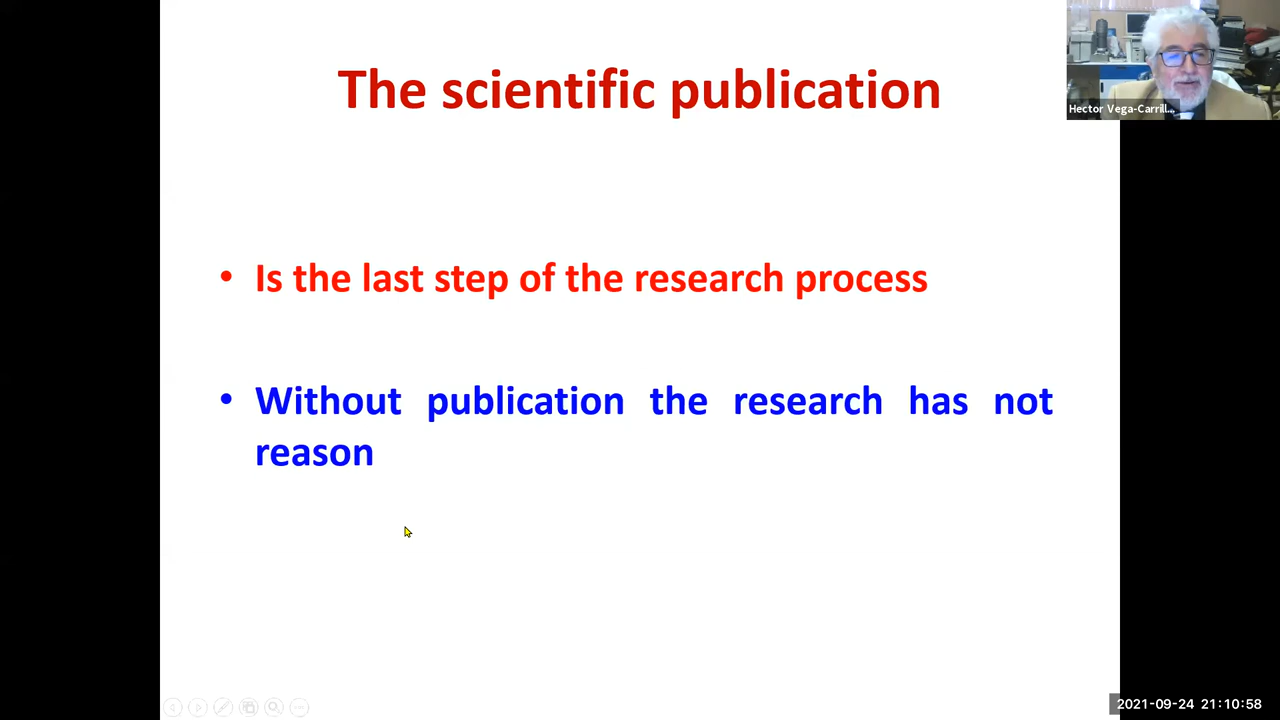 The scientific publication
Hector Vega-Carrill...
• Is the last step of the research process
• Without publication the research has not
reason
2021-09-24 21:10:58